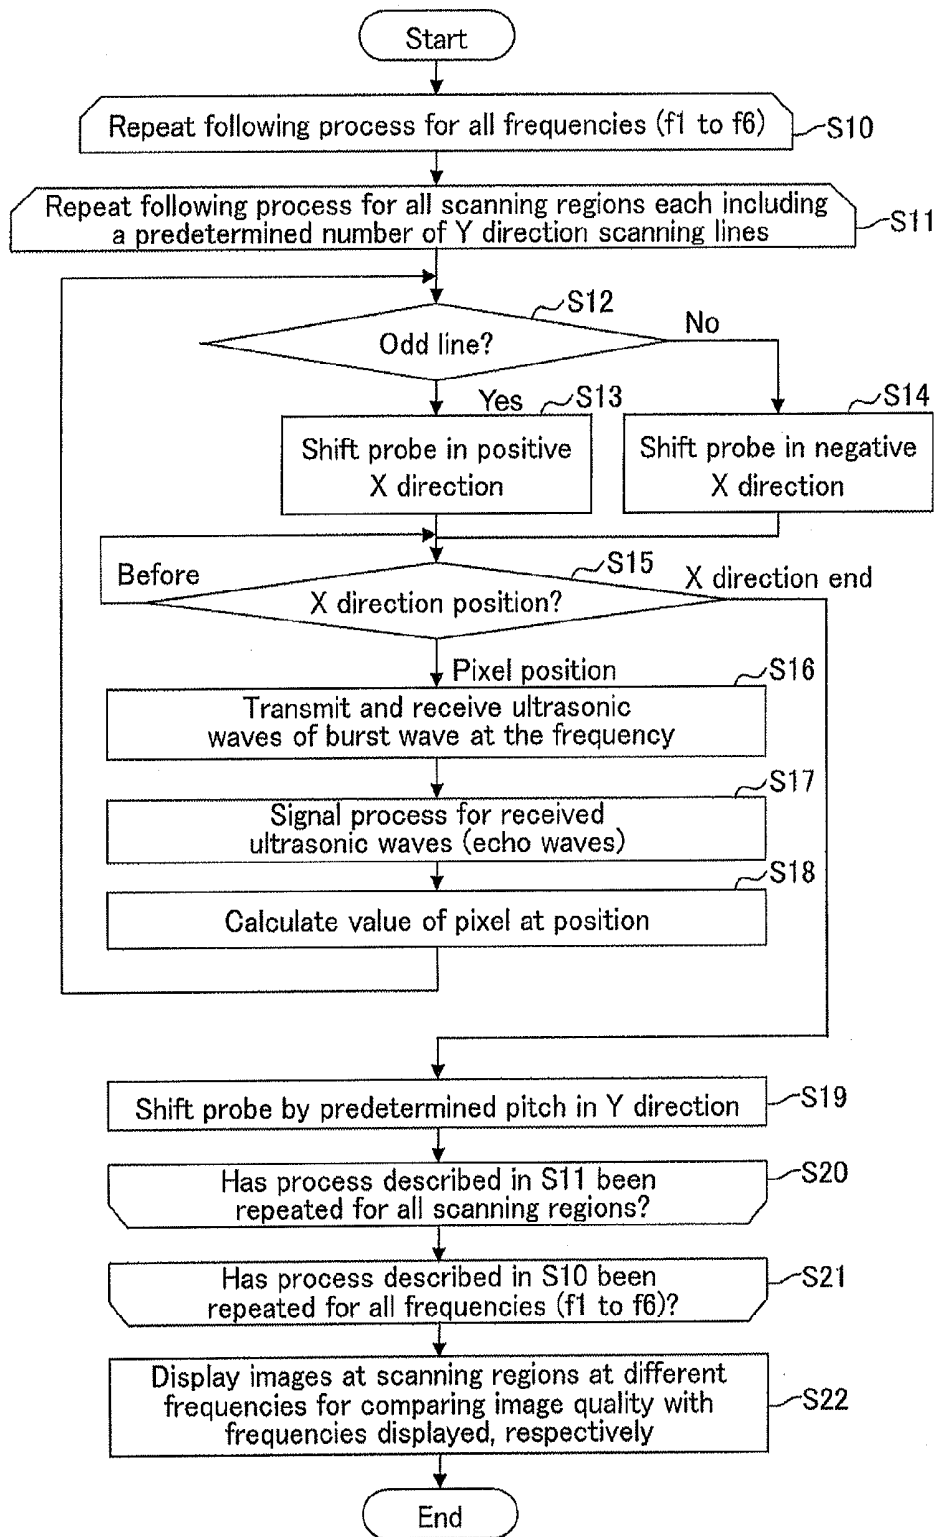 Start
Repeat following process for all frequencies (f1 to f6)
S10
Repeat following process for all scanning regions each including
a predetermined number of Y direction scanning lines
S11
S12
Odd line?
No
Yes
S13
S14
Shift probe in positive
X direction
Shift probe in negative
X direction
Before
S15
X direction end
X direction position?
Pixel position
S16
Transmit and receive ultrasonic
waves of burst wave at the frequency
S17
Signal process for received
ultrasonic waves (echo waves)
S18
Calculate value of pixel at position
Shift probe by predetermined pitch in Y direction
S19
Has process described in S11 been
repeated for all scanning regions?
S20
Has process described in S10 been
repeated for all frequencies (f1 to f6)?
S21
Display images at scanning regions at different
frequencies for comparing image quality with
frequencies displayed, respectively
S22
End